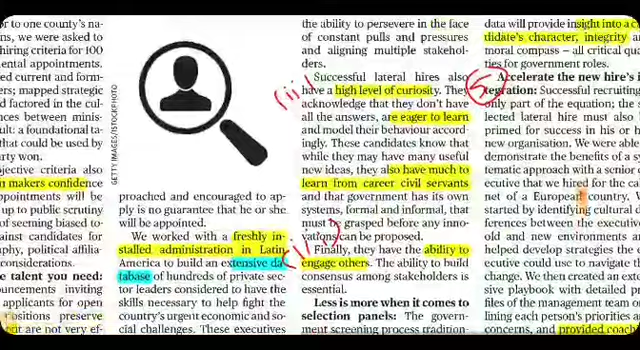 or to one county's na-
ns, we were asked to
hiring criteria for 100
ental appointments.
ed current and form-
ers; mapped strategic
d factored in the cul-
ences between minis-
ult: a foundational ta-
that could be used by
arty won.
jective criteria also
n makers confidence
ppointments will be
up to public scrutiny
of seeming biased to-
ainst candidates for
aphy, political affilia-
considerations.
e talent you need:
ouncements inviting
applicants for open
ositions preserve
but are not very ef-
GETTY IMAGES/ISTOCKPHOTO
proached and encouraged to ap-
ply is no guarantee that he or she
will be appointed.
We worked with a freshly in-
stalled administration in Latin
America to build an extensive da-
tabase of hundreds of private sec-
tor leaders considered to have the
skills necessary to help fight the
country's urgent economic and so-
cial challenges. These executives
the ability to persevere in the face
of constant pulls and pressures
and aligning multiple stakehol-
ders.
(iii)
Successful lateral hires also
have a high level of curiosity. They
acknowledge that they don't have
all the answers, are eager to learn
and model their behaviour accord-
ingly. These candidates know that
while they may have many useful
new ideas, they also have much to
learn from career civil servants
and that government has its own
systems, formal and informal, that
must grasped before any inno-
vations can be proposed.
Finally, they have the ability to
engage others. The ability to build
consensus among stakeholders is
essential.
Less is more when it comes to
selection panels: The govern-
ment screening process tradition-
data will provide insight into a c
didate's character, integrity a
moral compass – all critical qu
ties for government roles.
5
Accelerate the new hire's i
tegration: Successful recruiting
only part of the equation; the
lected lateral hire must also
primed for success in his or h
new organisation. We were abl
demonstrate the benefits of a s
tematic approach with a senior
ecutive that we hired for the ca
net of a European country. W
started by identifying cultural
ferences between the executive
old and new environments a
helped develop strategies the e
ecutive could use to navigate th
change. We then created an ext
sive playbook with detailed p
files of the management team o
lining each person's priorities a
concerns, and provided coach